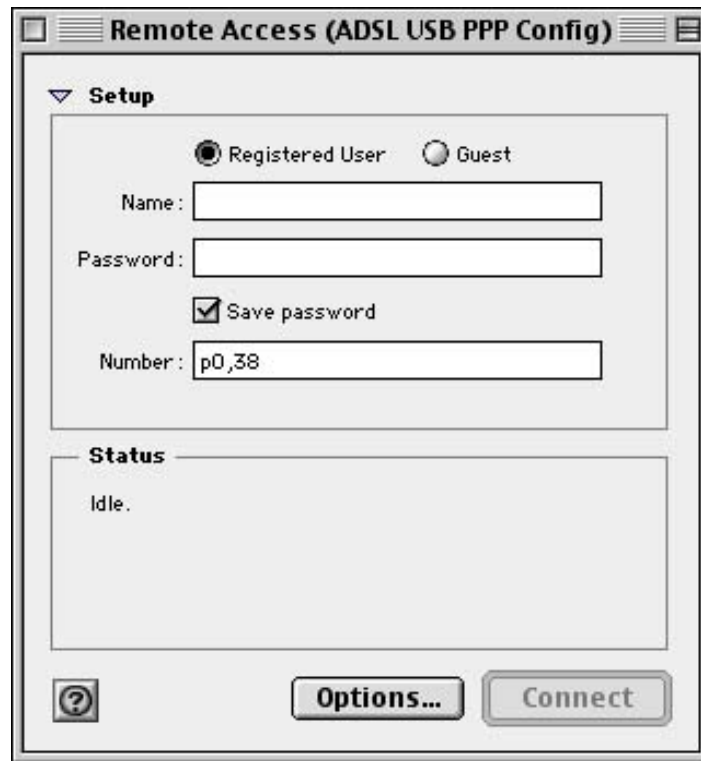 Remote Access (ADSL USB PPP Config)
Setup
Registered User Guest
Name:
Password:
Save password
Number: p0,38
Status
Idle.
? Options... Connect